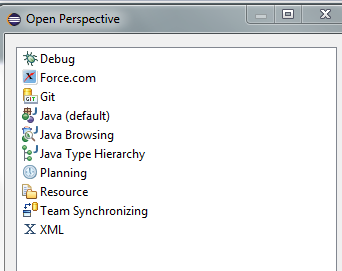 Open Perspective
Debug
Force.com
GIT Git
Java (default)
Java Browsing
Java Type Hierarchy
Planning
Resource
Team Synchronizing
X XML